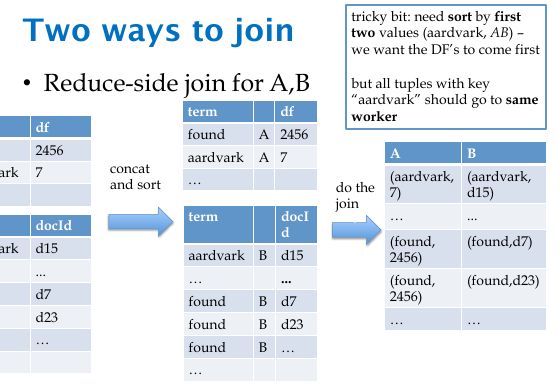 Two ways to join
tricky bit: need sort by first
two values (aardvark, AB) –
we want the DF's to come first
but all tuples with key
"aardvark" should go to same
worker
• Reduce-side join for A,B
df
2456
ark 7
docId
ark d15
...
d7
d23
…
concat
and sort
term df
found A 2456
aardvark A 7
…
term docI
d
aardvark B d15
… ...
found B d7
found B d23
found B …
…
do the
join
A B
(aardvark, (aardvark,
7) d15)
… ...
(found, (found,d7)
2456)
(found, (found,d23)
2456)
… …